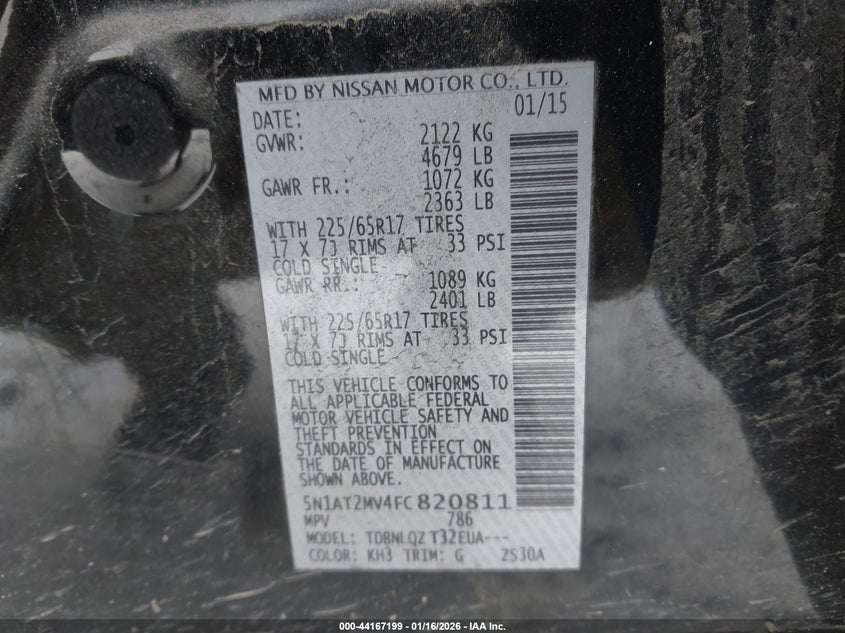 MFD BY NISSAN MOTOR CO., LTD.
DATE: 01/15
GVWR: 2122 KG
4679 LB
GAWR FR.: 1072 KG
2363 LB
WITH 225/65R17 TIRES
17 X 7J RIMS AT 33 PSI
COLD SINGLE
GAWR RR.: 1089 KG
2401 LB
WITH 225/65R17 TIRES
17 X 7J RIMS AT 33 PSI
COLD SINGLE
THIS VEHICLE CONFORMS TO
ALL APPLICABLE FEDERAL
MOTOR VEHICLE SAFETY AND
THEFT PREVENTION
STANDARDS IN EFFECT ON
THE DATE OF MANUFACTURE
SHOWN ABOVE.
5N1AT2MV4FC820811
MPV 786
MODEL: TDBNLQZ T32EUA---
COLOR: KH3 TRIM: G ZS30A
000-44167199 - 01/16/2026 - IAA Inc.